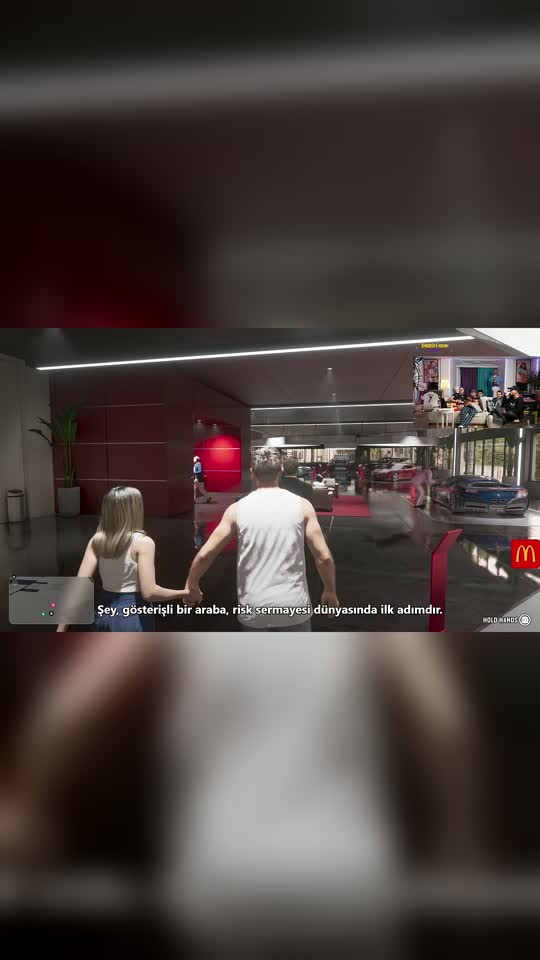 Şey, gösterişli bir araba, risk sermayesi dünyasında ilk adımdır.
HOLD HANDS